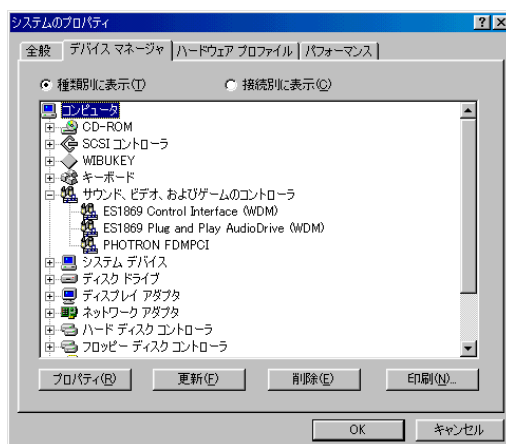 システムのプロパティ
全般 デバイス マネージャ ハードウェア プロファイル パフォーマンス
種類別に表示(T) 接続別に表示(C)
コンピュータ
CD-ROM
SCSI コントローラ
WIBUKEY
キーボード
サウンド、ビデオ、およびゲームのコントローラ
ES1869 Control Interface (WDM)
ES1869 Plug and Play AudioDrive (WDM)
PHOTRON FDMPCI
システム デバイス
ディスク ドライブ
ディスプレイ アダプタ
ネットワーク アダプタ
ハード ディスク コントローラ
フロッピー ディスク コントローラ
プロパティ(R) 更新(F) 削除(E) 印刷(N)...
OK キャンセル